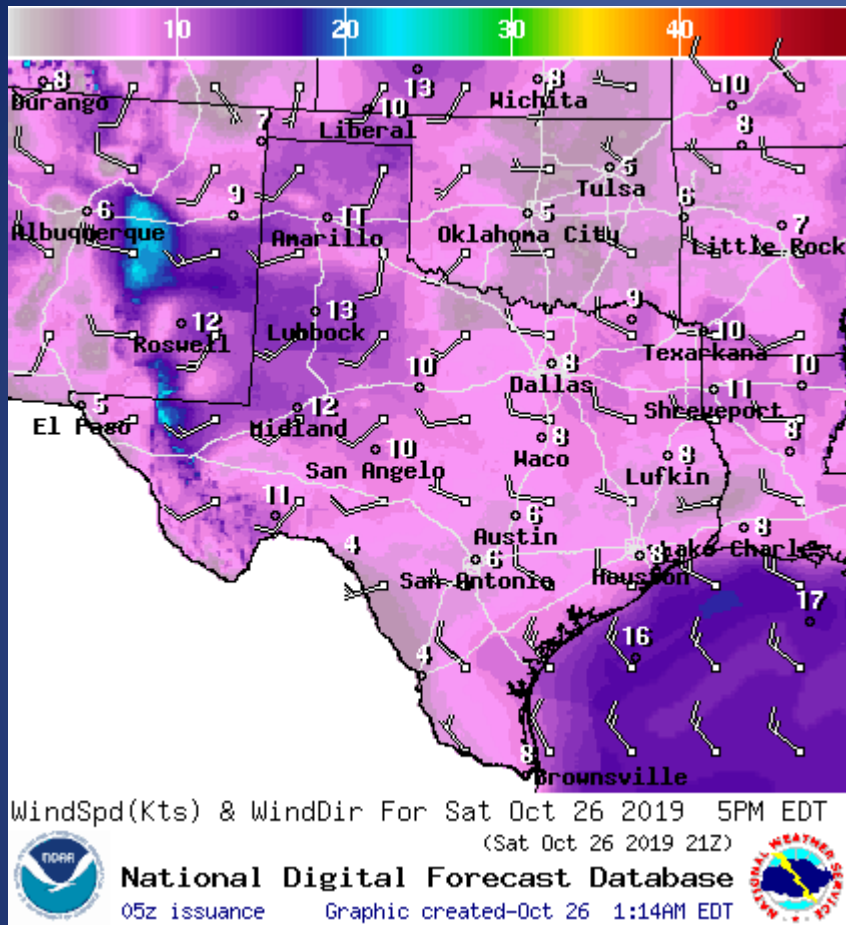 10 20 30 40
8 13 8 10
Durango Wichita
10
Liberal
7 8
5
Tulsa
6 9 11 5 6 7
Albuquerque Amarillo Oklahoma City Little Rock
12 13 9 10
Roswell Lubbock Texarkana
8
Dallas
10 11 10
5 12 Shreveport
El Paso Midland
10 8 8 8
San Angelo Waco Lufkin
11 6 8
Austin Lake Charles
4 6 8
San Antonio Houston
17
4 16
8
Brownsville
WindSpd(Kts) & WindDir For Sat Oct 26 2019 5PM EDT
(Sat Oct 26 2019 21Z)
NOAA
National Digital Forecast Database
05z issuance Graphic created-Oct 26 1:14AM EDT
NATIONAL WEATHER SERVICE